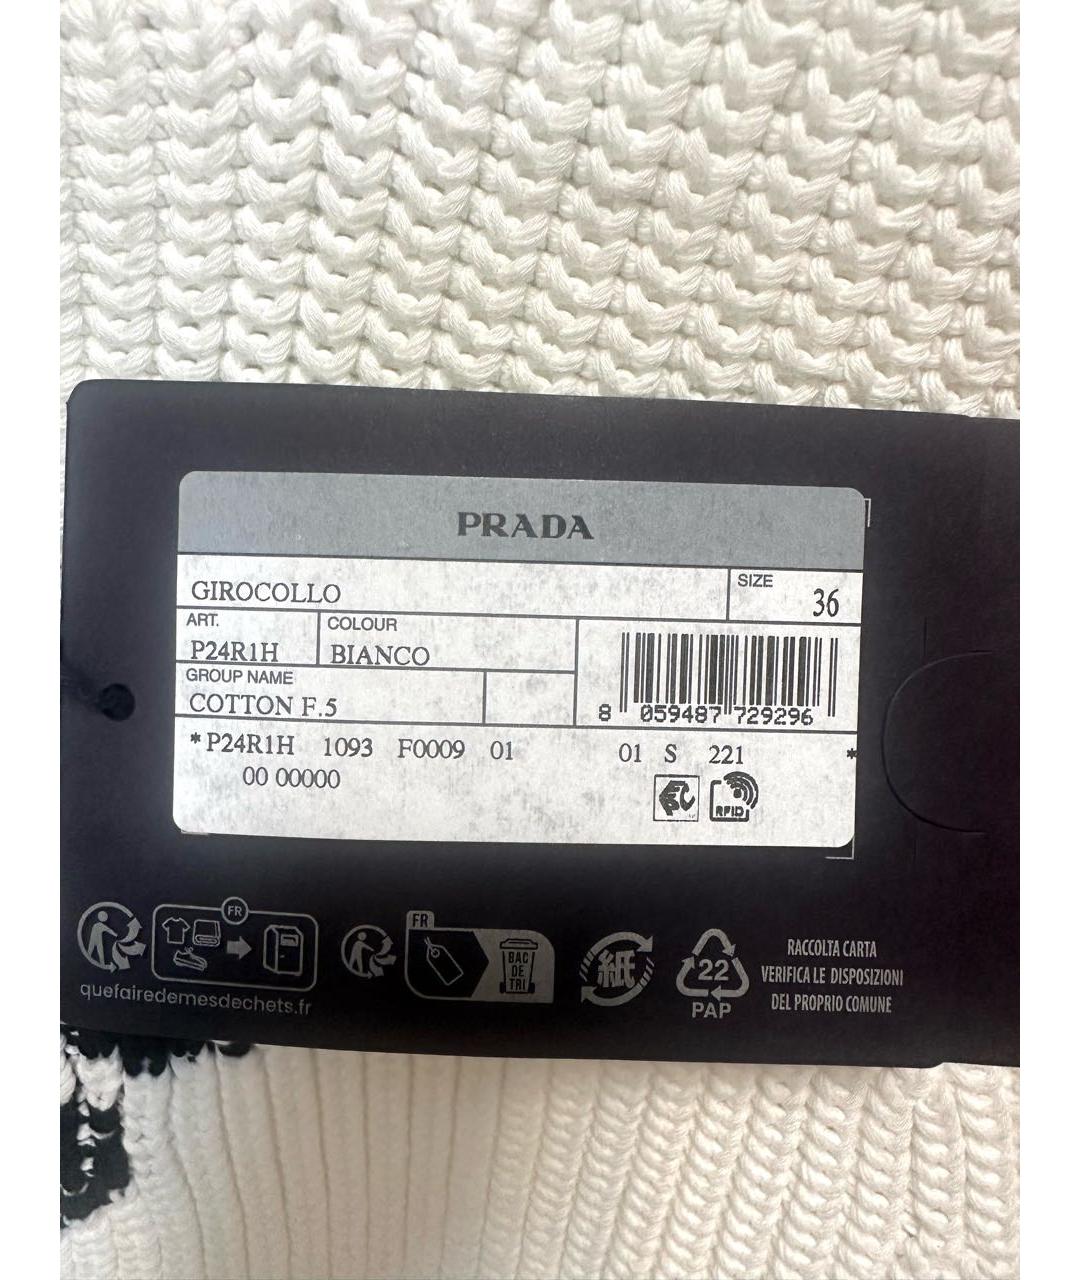 PRADA
GIROCOLLO
SIZE
36
ART.
P24R1H
COLOUR
BIANCO
GROUP NAME
COTTON F.5
8 059487 729296
*P24R1H 1093 F0009 01 01 S 221 *
00 00000
RFID
FR
FR
BAC
DE
TRI
紙
22
PAP
quefairedemesdechets.fr
RACCOLTA CARTA
VERIFICA LE DISPOSIZIONI
DEL PROPRIO COMUNE